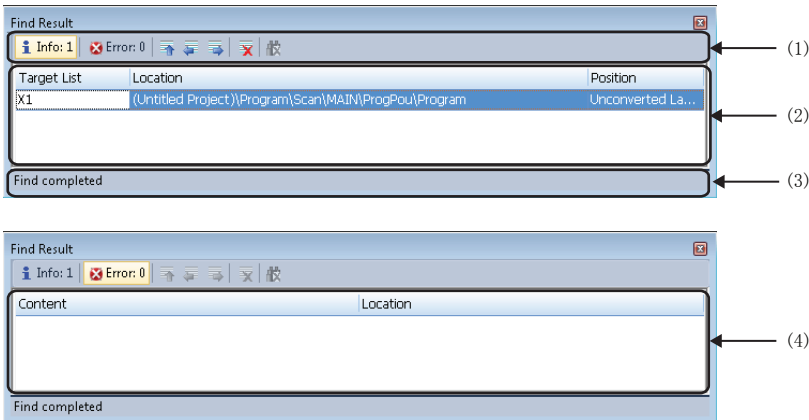 Find Result
Info: 1 Error: 0
(1)
Target List Location Position
X1 (Untitled Project)\Program\Scan\MAIN\ProgPou\Program Unconverted La...
(2)
Find completed
(3)
Find Result
Info: 1 Error: 0
Content Location
(4)
Find completed